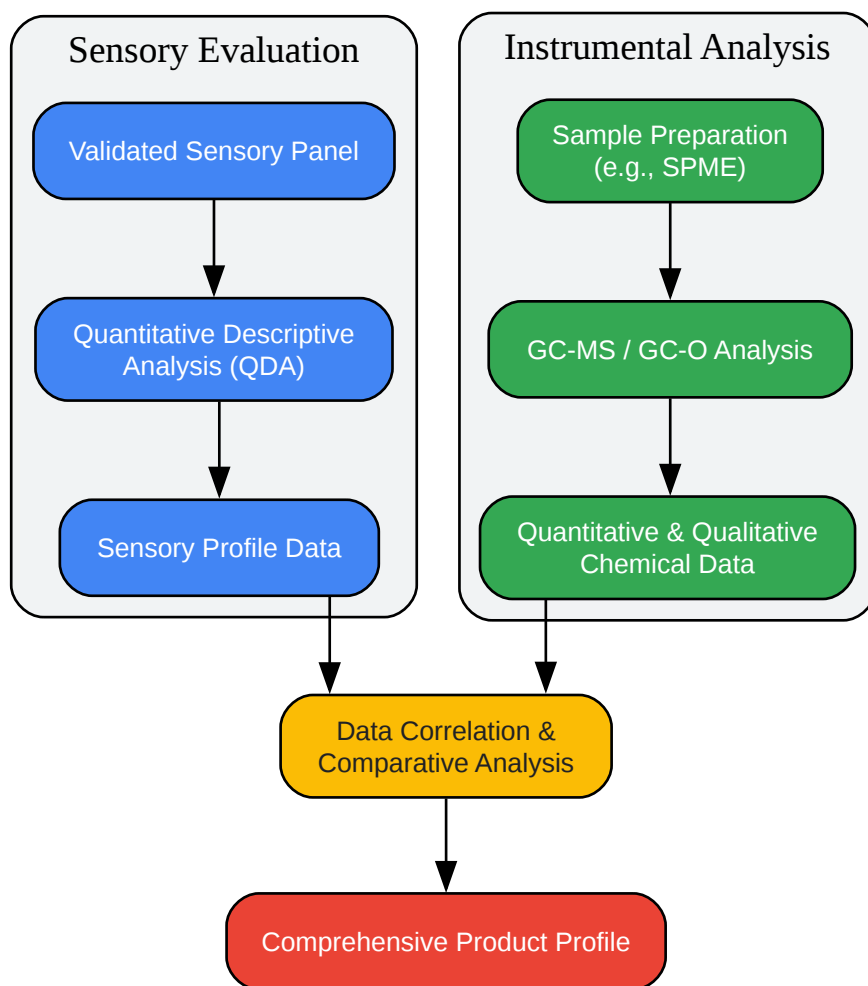 Sensory Evaluation
Validated Sensory Panel
Quantitative Descriptive
Analysis (QDA)
Sensory Profile Data
Instrumental Analysis
Sample Preparation
(e.g., SPME)
GC-MS / GC-O Analysis
Quantitative & Qualitative
Chemical Data
Data Correlation &
Comparative Analysis
Comprehensive Product Profile